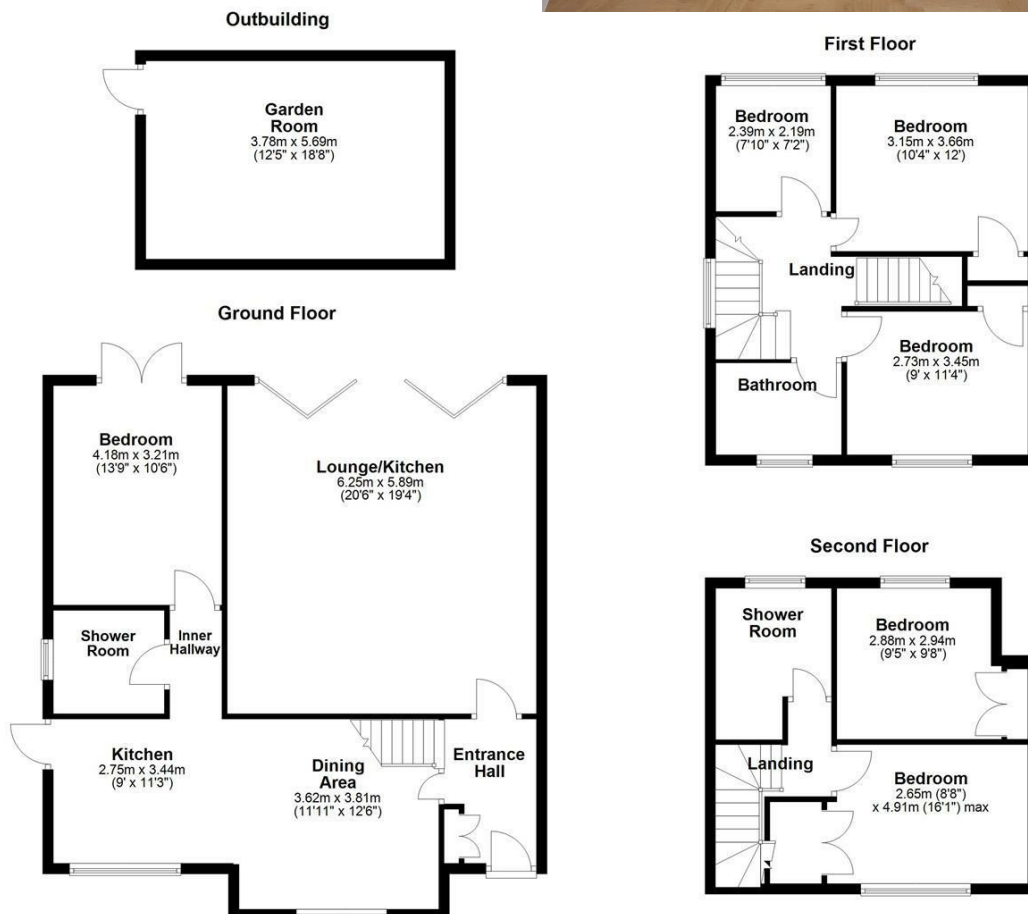 Outbuilding
Garden
Room
3.78m x 5.69m
(12'5" x 18'8")
Ground Floor
Bedroom
4.18m x 3.21m
(13'9" x 10'6")
Lounge/Kitchen
6.25m x 5.89m
(20'6" x 19'4")
Shower
Room
Inner
Hallway
Kitchen
2.75m x 3.44m
(9' x 11'3")
Dining
Area
3.62m x 3.81m
(11'11" x 12'6")
Entrance
Hall
First Floor
Bedroom
2.39m x 2.19m
(7'10" x 7'2")
Bedroom
3.15m x 3.66m
(10'4" x 12')
Landing
Bedroom
2.73m x 3.45m
(9' x 11'4")
Bathroom
Second Floor
Shower
Room
Bedroom
2.88m x 2.94m
(9'5" x 9'8")
Landing
Bedroom
2.65m (8'8")
x 4.91m (16'1") max